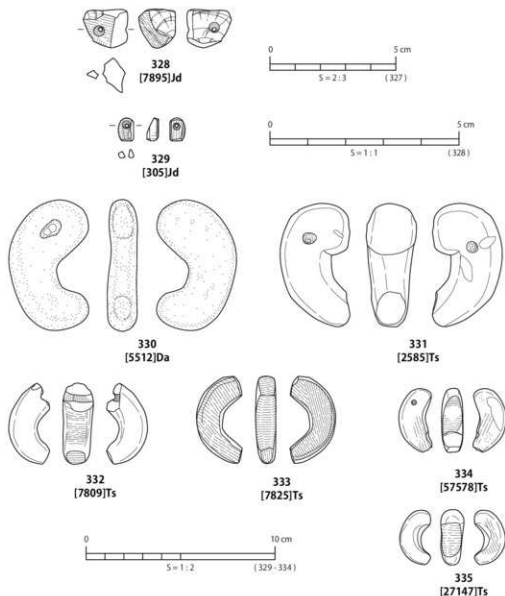 328
[7895]Jd
0 5 cm
S = 2 : 3 ( 327 )
329
[305]Jd
0 5 cm
S = 1 : 1 ( 328 )
330
[5512]Da
331
[2585]Ts
332
[7809]Ts
333
[7825]Ts
334
[57578]Ts
0 10 cm
S = 1 : 2 ( 329 - 334 )
335
[27147]Ts